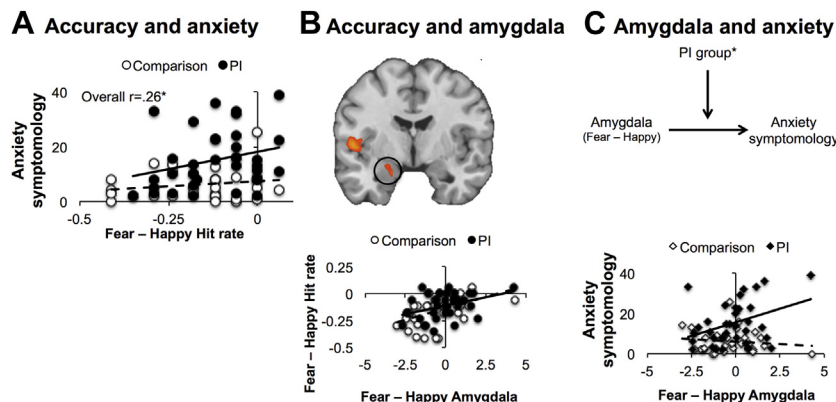 A Accuracy and anxiety
Comparison PI
Overall r=.26*
Anxiety
symptomology
40
20
0
-0.5 -0.25 0
Fear – Happy Hit rate
B Accuracy and amygdala
Comparison PI
Fear – Happy Hit rate
0.25
0
-0.25
-0.5
-5 -2.5 0 2.5 5
Fear – Happy Amygdala
C Amygdala and anxiety
PI group*
Amygdala
(Fear – Happy)
Anxiety
symptomology
Comparison PI
Anxiety
symptomology
40
20
0
-5 -2.5 0 2.5 5
Fear – Happy Amygdala